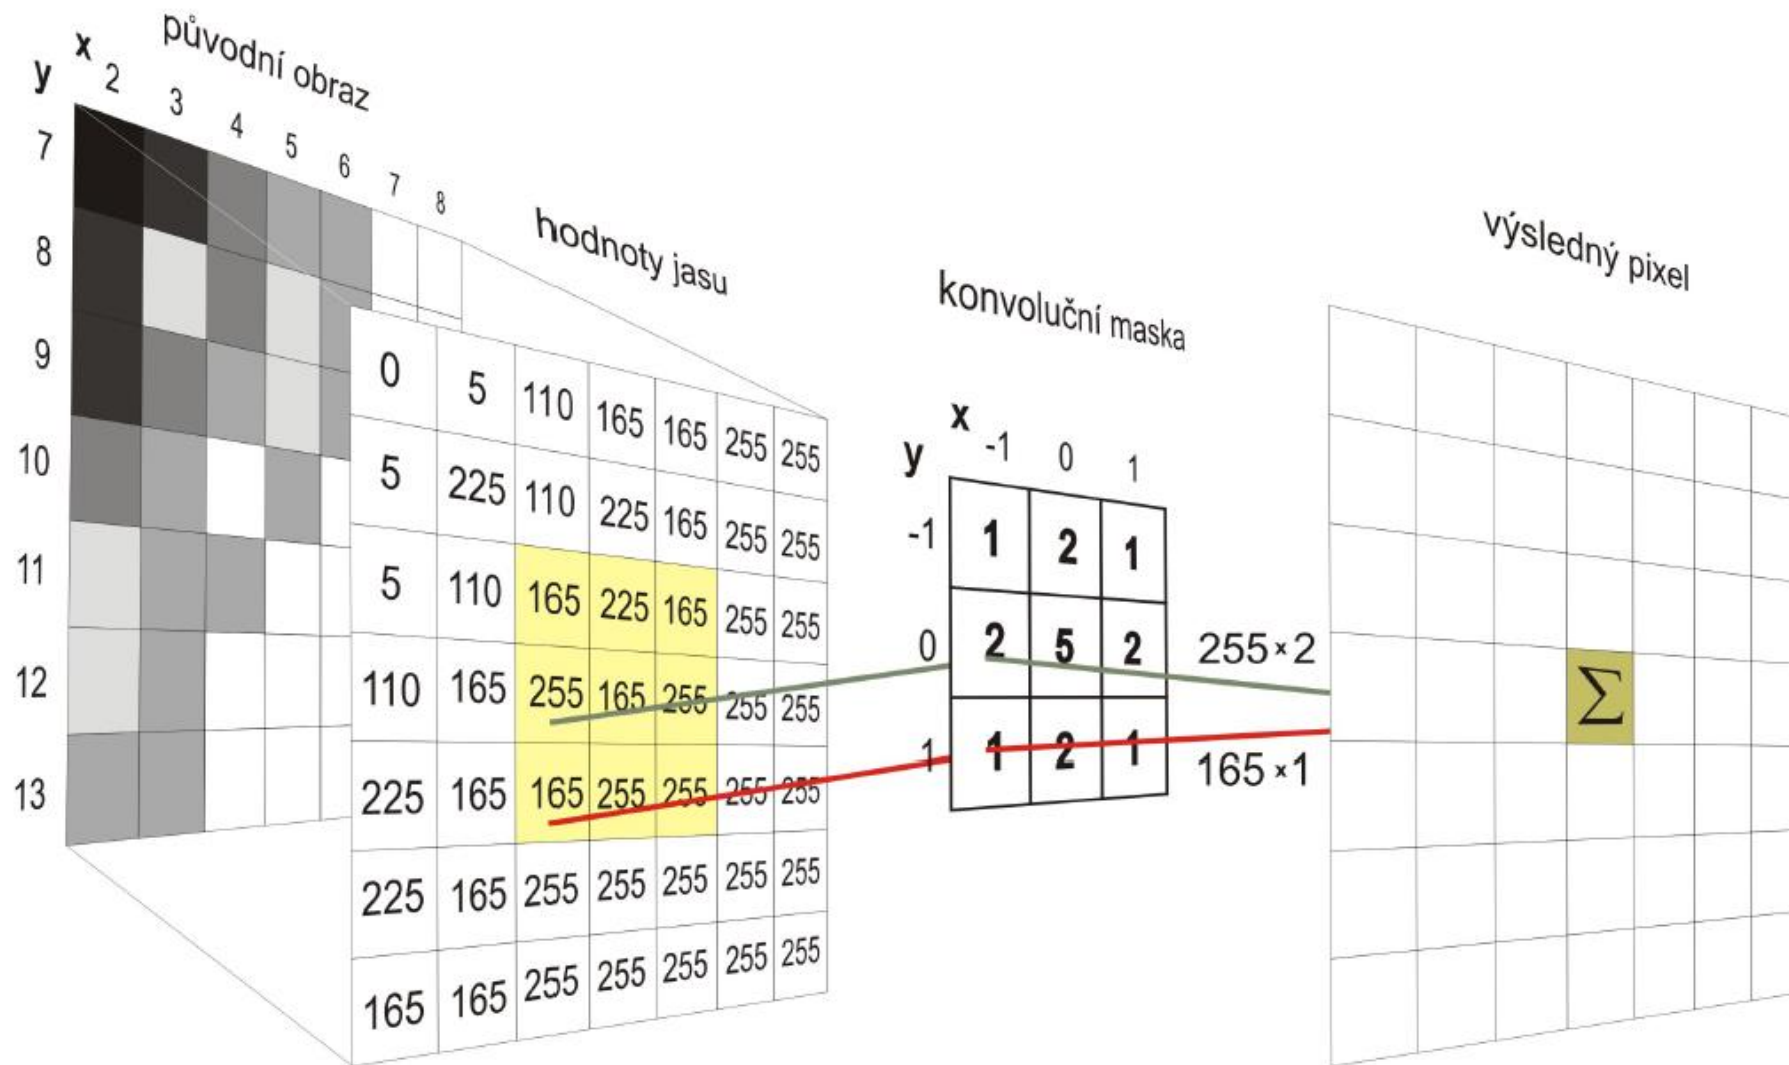 původní obraz
x 2 3 4 5 6 7 8
y
7
8
9
10
11
12
13
hodnoty jasu
0 5 110 165 165 255 255
5 225 110 225 165 255 255
5 110 165 225 165 255 255
110 165 255 165 255 255 255
225 165 165 255 255 255 255
225 165 255 255 255 255 255
165 165 255 255 255 255 255
konvoluční maska
x -1 0 1
y
-1 1 2 1
0 2 5 2
1 1 2 1
255×2
165×1
výsledný pixel
Σ